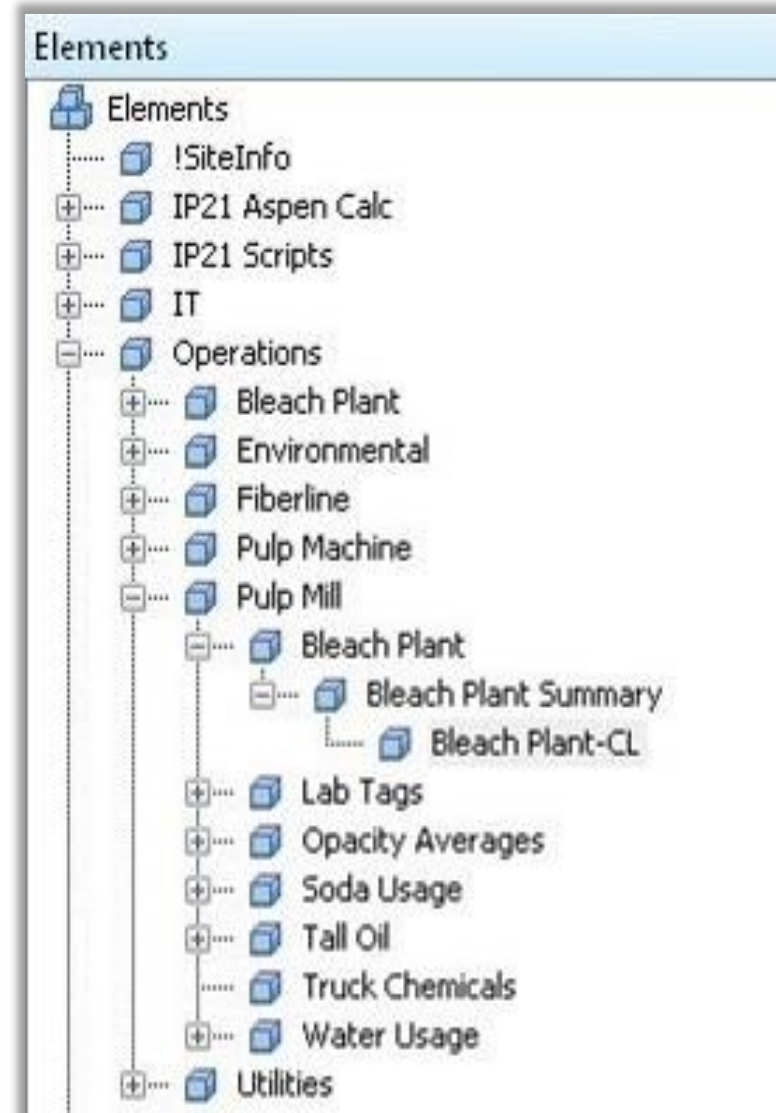 Elements
Elements
!SiteInfo
IP21 Aspen Calc
IP21 Scripts
IT
Operations
Bleach Plant
Environmental
Fiberline
Pulp Machine
Pulp Mill
Bleach Plant
Bleach Plant Summary
Bleach Plant-CL
Lab Tags
Opacity Averages
Soda Usage
Tall Oil
Truck Chemicals
Water Usage
Utilities